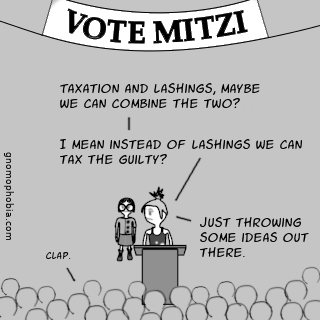 VOTE MITZI
TAXATION AND LASHINGS, MAYBE
WE CAN COMBINE THE TWO?
I MEAN INSTEAD OF LASHINGS WE CAN
TAX THE GUILTY?
JUST THROWING
SOME IDEAS OUT
THERE.
CLAP.
gnomophobia.com